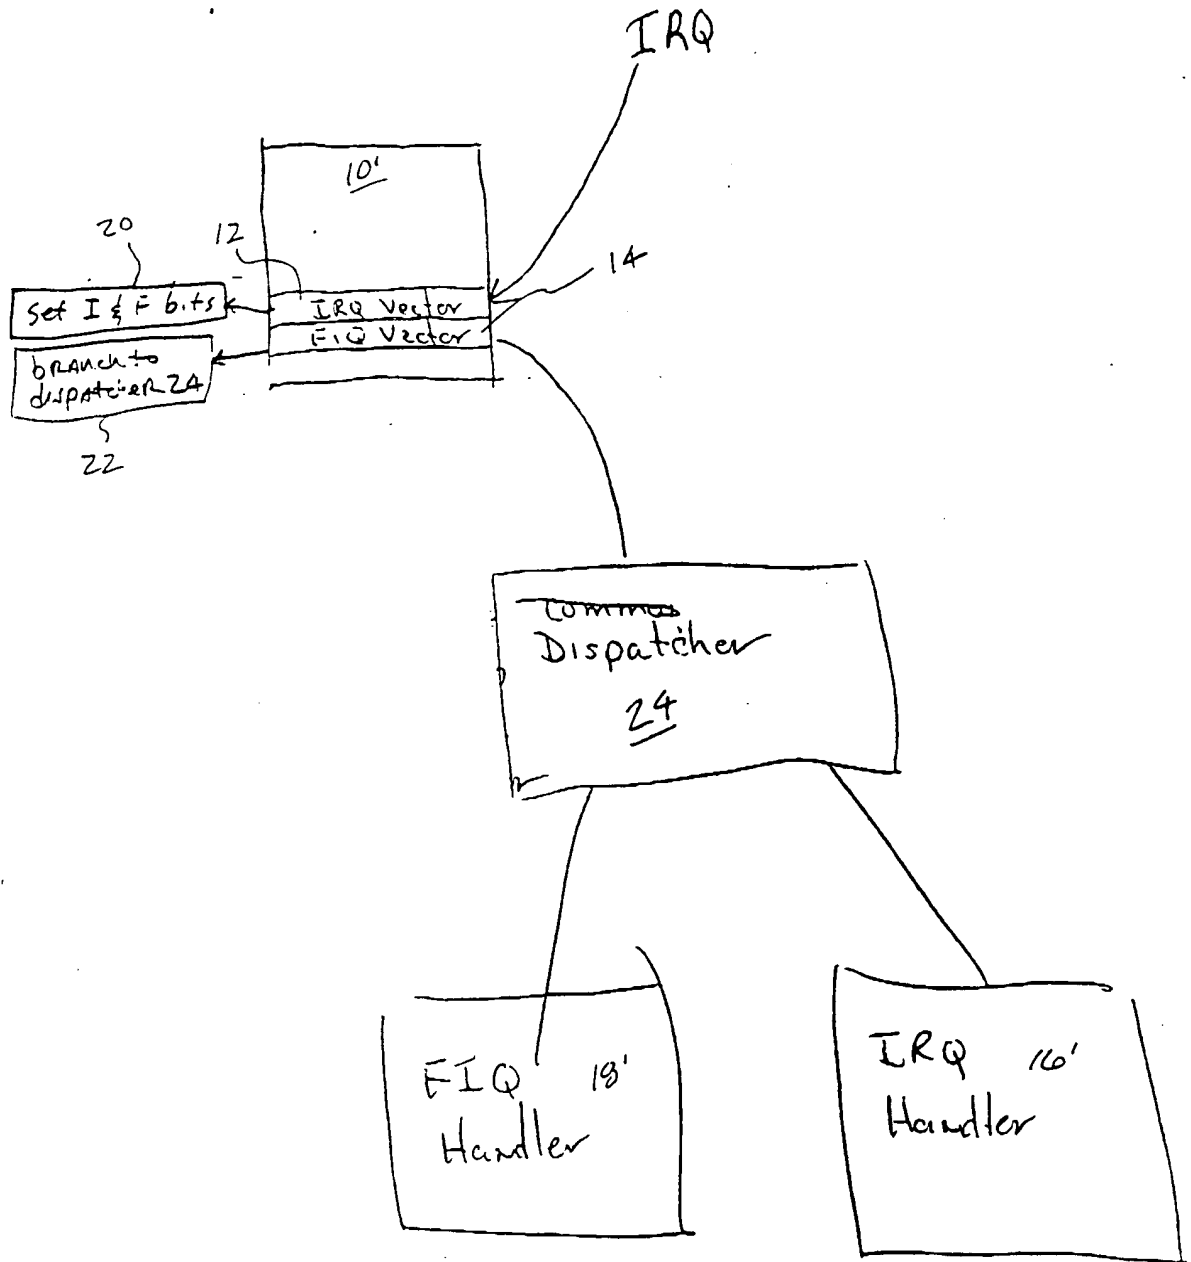 IRQ
10'
20
12
14
Set I & F bits
IRQ Vector
FIQ Vector
branch to
dispatcher 24
22
Common
Dispatcher
24
FIQ 18'
Handler
IRQ 16'
Handler